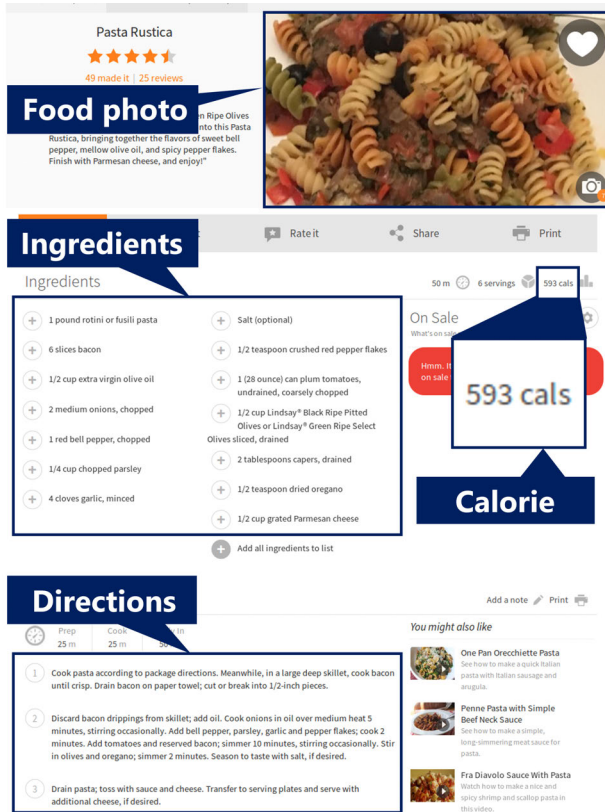 Pasta Rustica
49 made it | 25 reviews
Food photo
en Ripe Olives
nto this Pasta
Rustica, bringing together the flavors of sweet bell
pepper, mellow olive oil, and spicy pepper flakes.
Finish with Parmesan cheese, and enjoy!"
Rate it
Share
Print
Ingredients
Ingredients
50 m
6 servings
593 cals
1 pound rotini or fusili pasta
6 slices bacon
1/2 cup extra virgin olive oil
2 medium onions, chopped
1 red bell pepper, chopped
1/4 cup chopped parsley
4 cloves garlic, minced
Salt (optional)
1/2 teaspoon crushed red pepper flakes
1 (28 ounce) can plum tomatoes,
undrained, coarsely chopped
1/2 cup Lindsay® Black Ripe Pitted
Olives or Lindsay® Green Ripe Select
Olives sliced, drained
2 tablespoons capers, drained
1/2 teaspoon dried oregano
1/2 cup grated Parmesan cheese
Add all ingredients to list
On Sale
What's on sale
Hmm. It
on sale
593 cals
Calorie
Directions
Add a note
Print
Prep
25 m
Cook
25 m
In
You might also like
One Pan Orecchiette Pasta
See how to make a quick Italian
pasta with Italian sausage and
arugula.
Penne Pasta with Simple
Beef Neck Sauce
See how to make a simple,
long-simmering meat sauce for
pasta.
Fra Diavolo Sauce With Pasta
Watch how to make a nice and
spicy shrimp and scallop pasta in
this video.
1
Cook pasta according to package directions. Meanwhile, in a large deep skillet, cook bacon
until crisp. Drain bacon on paper towel; cut or break into 1/2-inch pieces.
2
Discard bacon drippings from skillet; add oil. Cook onions in oil over medium heat 5
minutes, stirring occasionally. Add bell pepper, parsley, garlic and pepper flakes; cook 2
minutes. Add tomatoes and reserved bacon; simmer 10 minutes, stirring occasionally. Stir
in olives and oregano; simmer 2 minutes. Season to taste with salt, if desired.
3
Drain pasta; toss with sauce and cheese. Transfer to serving plates and serve with
additional cheese, if desired.